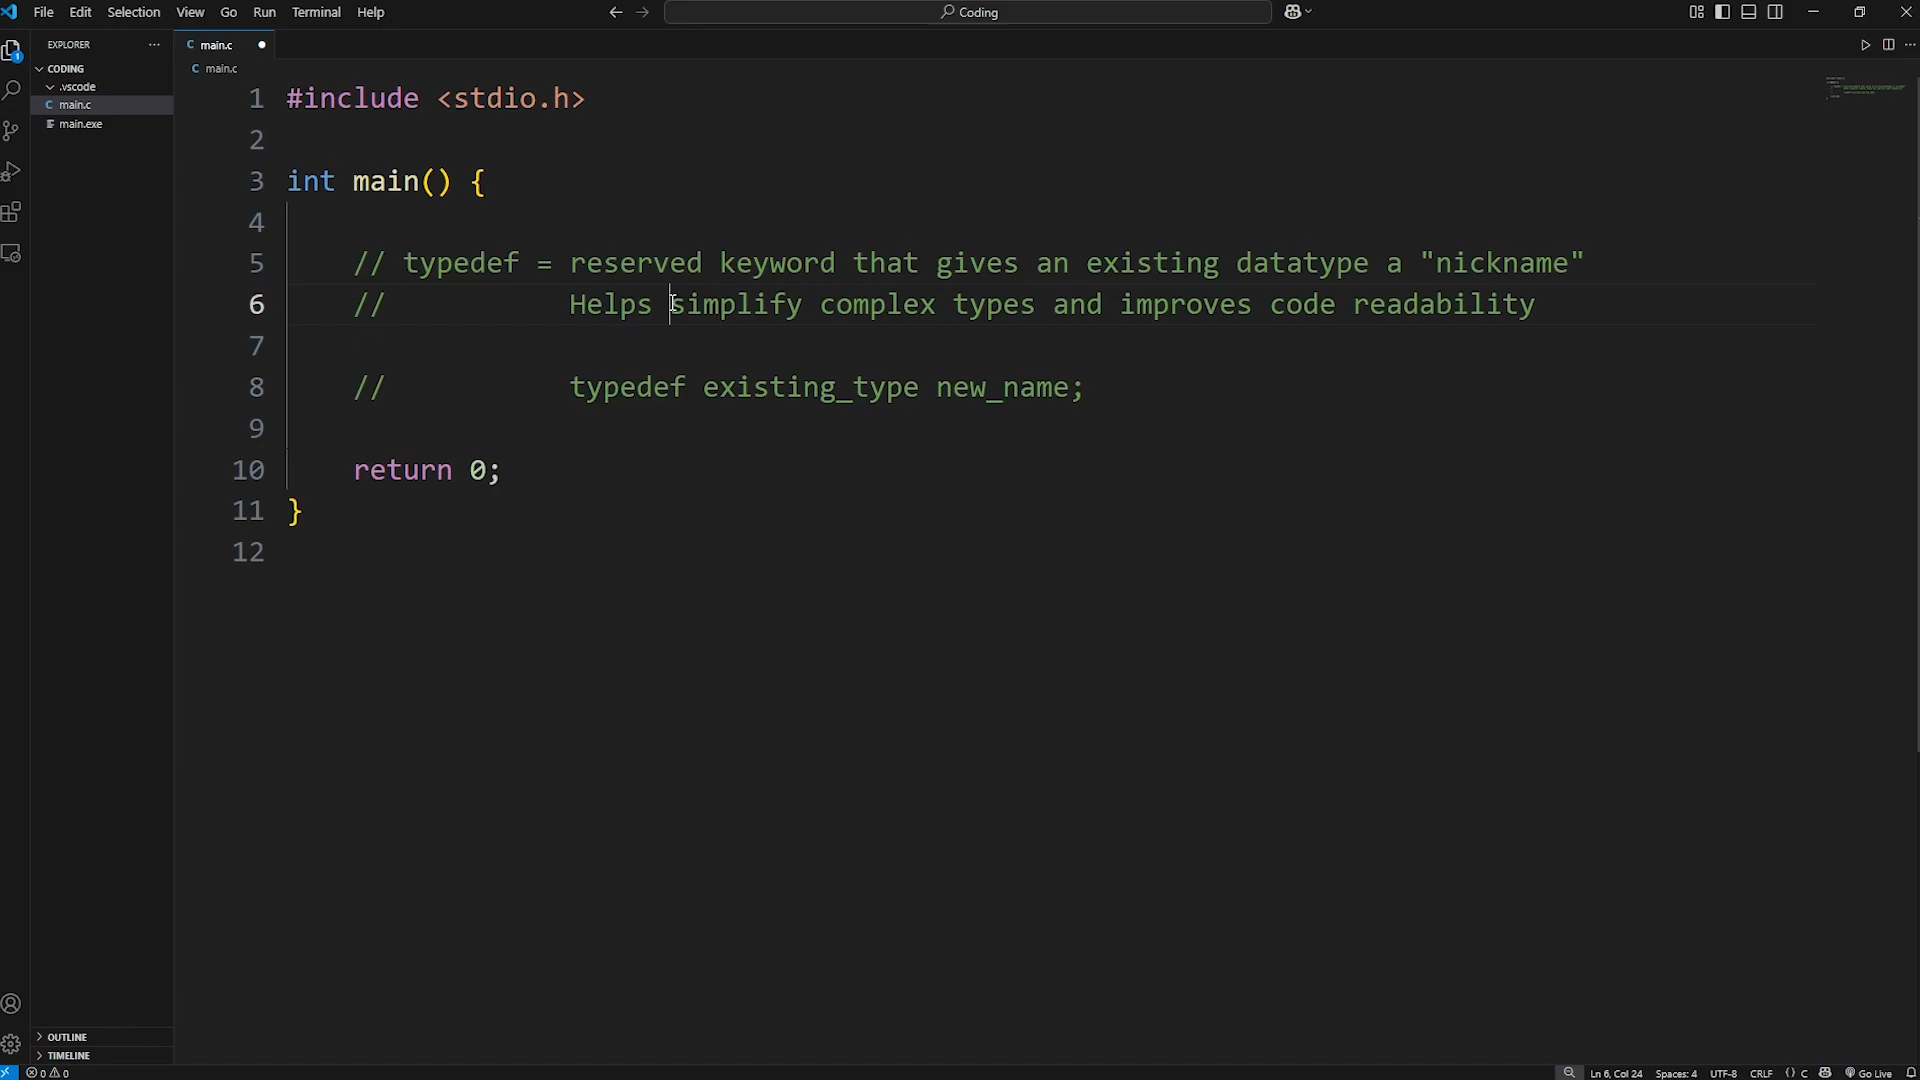 File Edit Selection View Go Run Terminal Help
Coding
EXPLORER
CODING
.vscode
C main.c
main.exe
OUTLINE
TIMELINE
C main.c
C main.c
1 #include <stdio.h>
2
3 int main() {
4
5 // typedef = reserved keyword that gives an existing datatype a "nickname"
6 // Helps simplify complex types and improves code readability
7
8 // typedef existing_type new_name;
9
10 return 0;
11 }
12
1
0 0
Ln 6, Col 24 Spaces: 4 UTF-8 CRLF {} C Go Live